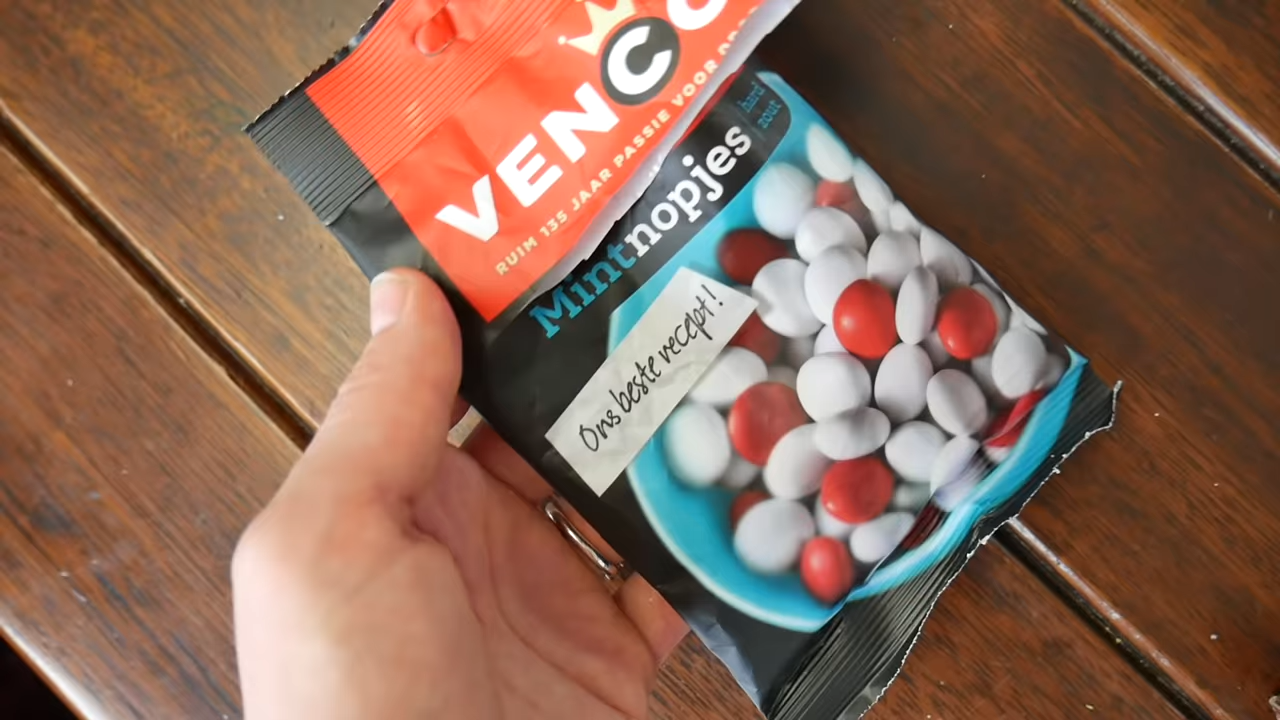 VENCO
RUIM 135 JAAR PASSIE VOOR
Mintnopjes
hard
zout
Ons beste recept!